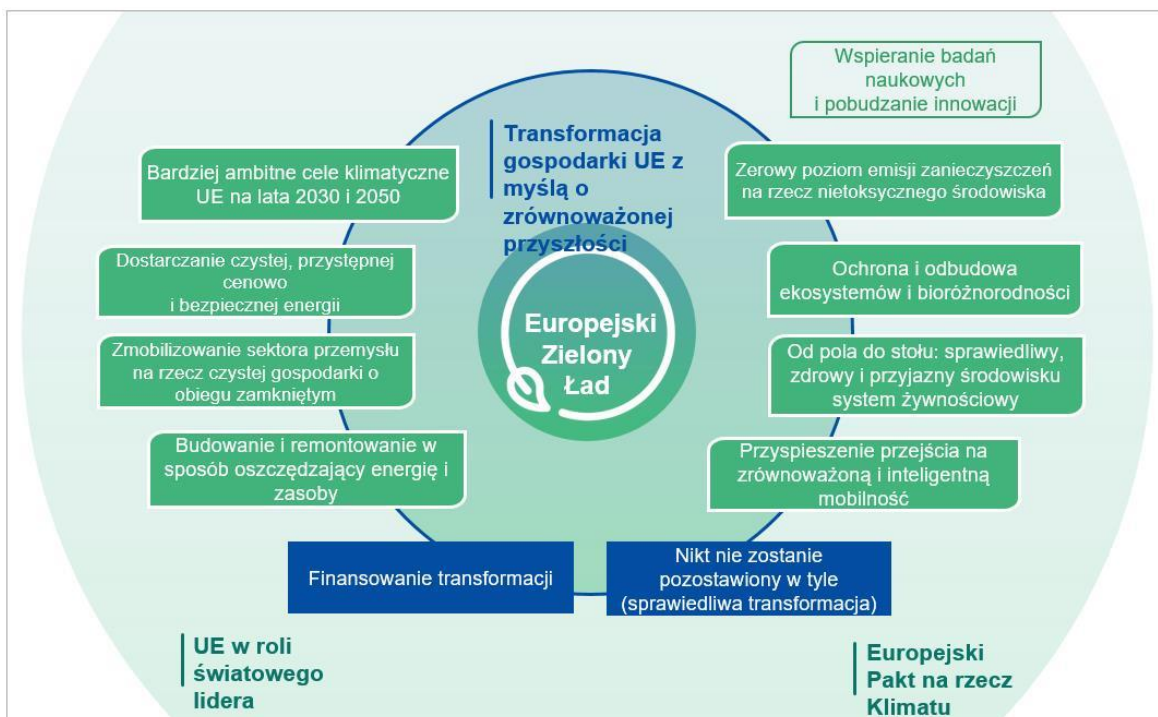 Wspieranie badań
naukowych
i pobudzanie innowacji
Transformacja
gospodarki UE z
myślą o
zrównoważonej
przyszłości
Bardziej ambitne cele klimatyczne
UE na lata 2030 i 2050
Zerowy poziom emisji zanieczyszczeń
na rzecz nietoksycznego środowiska
Dostarczanie czystej, przystępnej
cenowo
i bezpiecznej energii
Ochrona i odbudowa
ekosystemów i bioróżnorodności
Europejski
Zielony
Ład
Zmobilizowanie sektora przemysłu
na rzecz czystej gospodarki o
obiegu zamkniętym
Od pola do stołu: sprawiedliwy,
zdrowy i przyjazny środowisku
system żywnościowy
Budowanie i remontowanie w
sposób oszczędzający energię i
zasoby
Przyspieszenie przejścia na
zrównoważoną i inteligentną
mobilność
Finansowanie transformacji
Nikt nie zostanie
pozostawiony w tyle
(sprawiedliwa transformacja)
UE w roli
światowego
lidera
Europejski
Pakt na rzecz
Klimatu